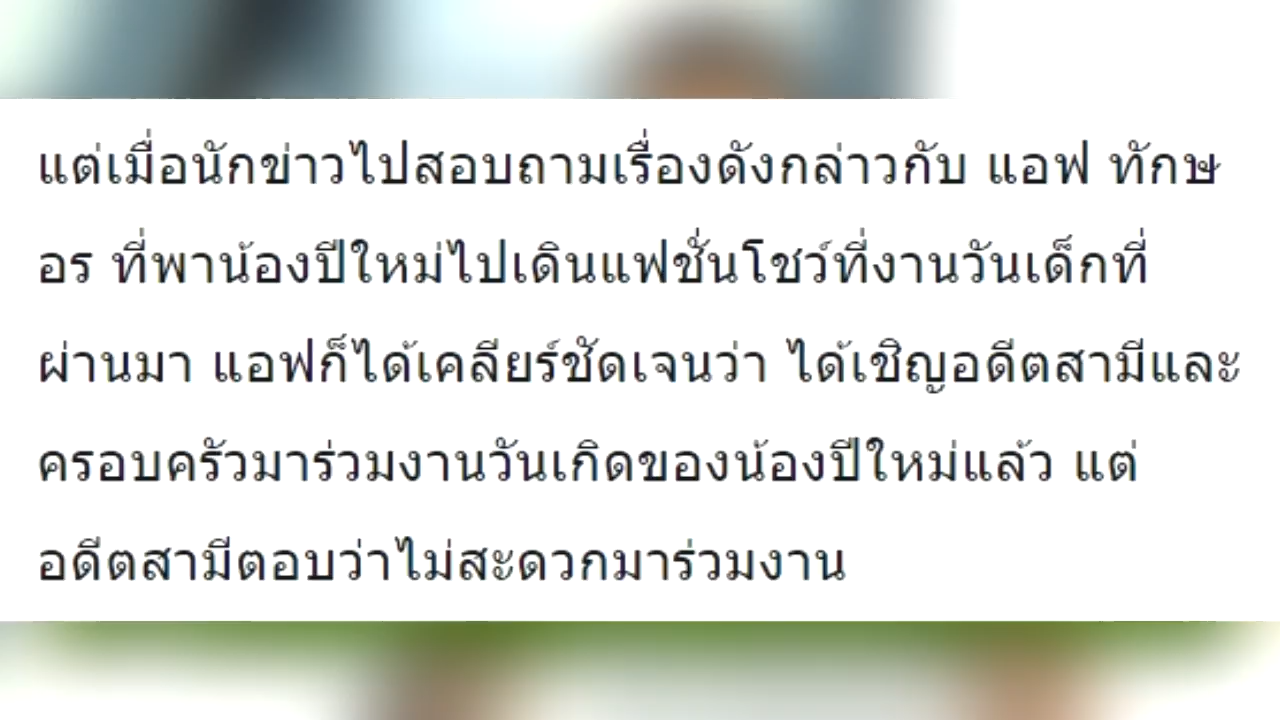 แต่เมื่อนักข่าวไปสอบถามเรื่องดังกล่าวกับ แอฟ ทักษ
อร ที่พาน้องปีใหม่ไปเดินแฟชั่นโชว์ที่งานวันเด็กที่
ผ่านมา แอฟก็ได้เคลียร์ชัดเจนว่า ได้เชิญอดีตสามีและ
ครอบครัวมาร่วมงานวันเกิดของน้องปีใหม่แล้ว แต่
อดีตสามีตอบว่าไม่สะดวกมาร่วมงาน